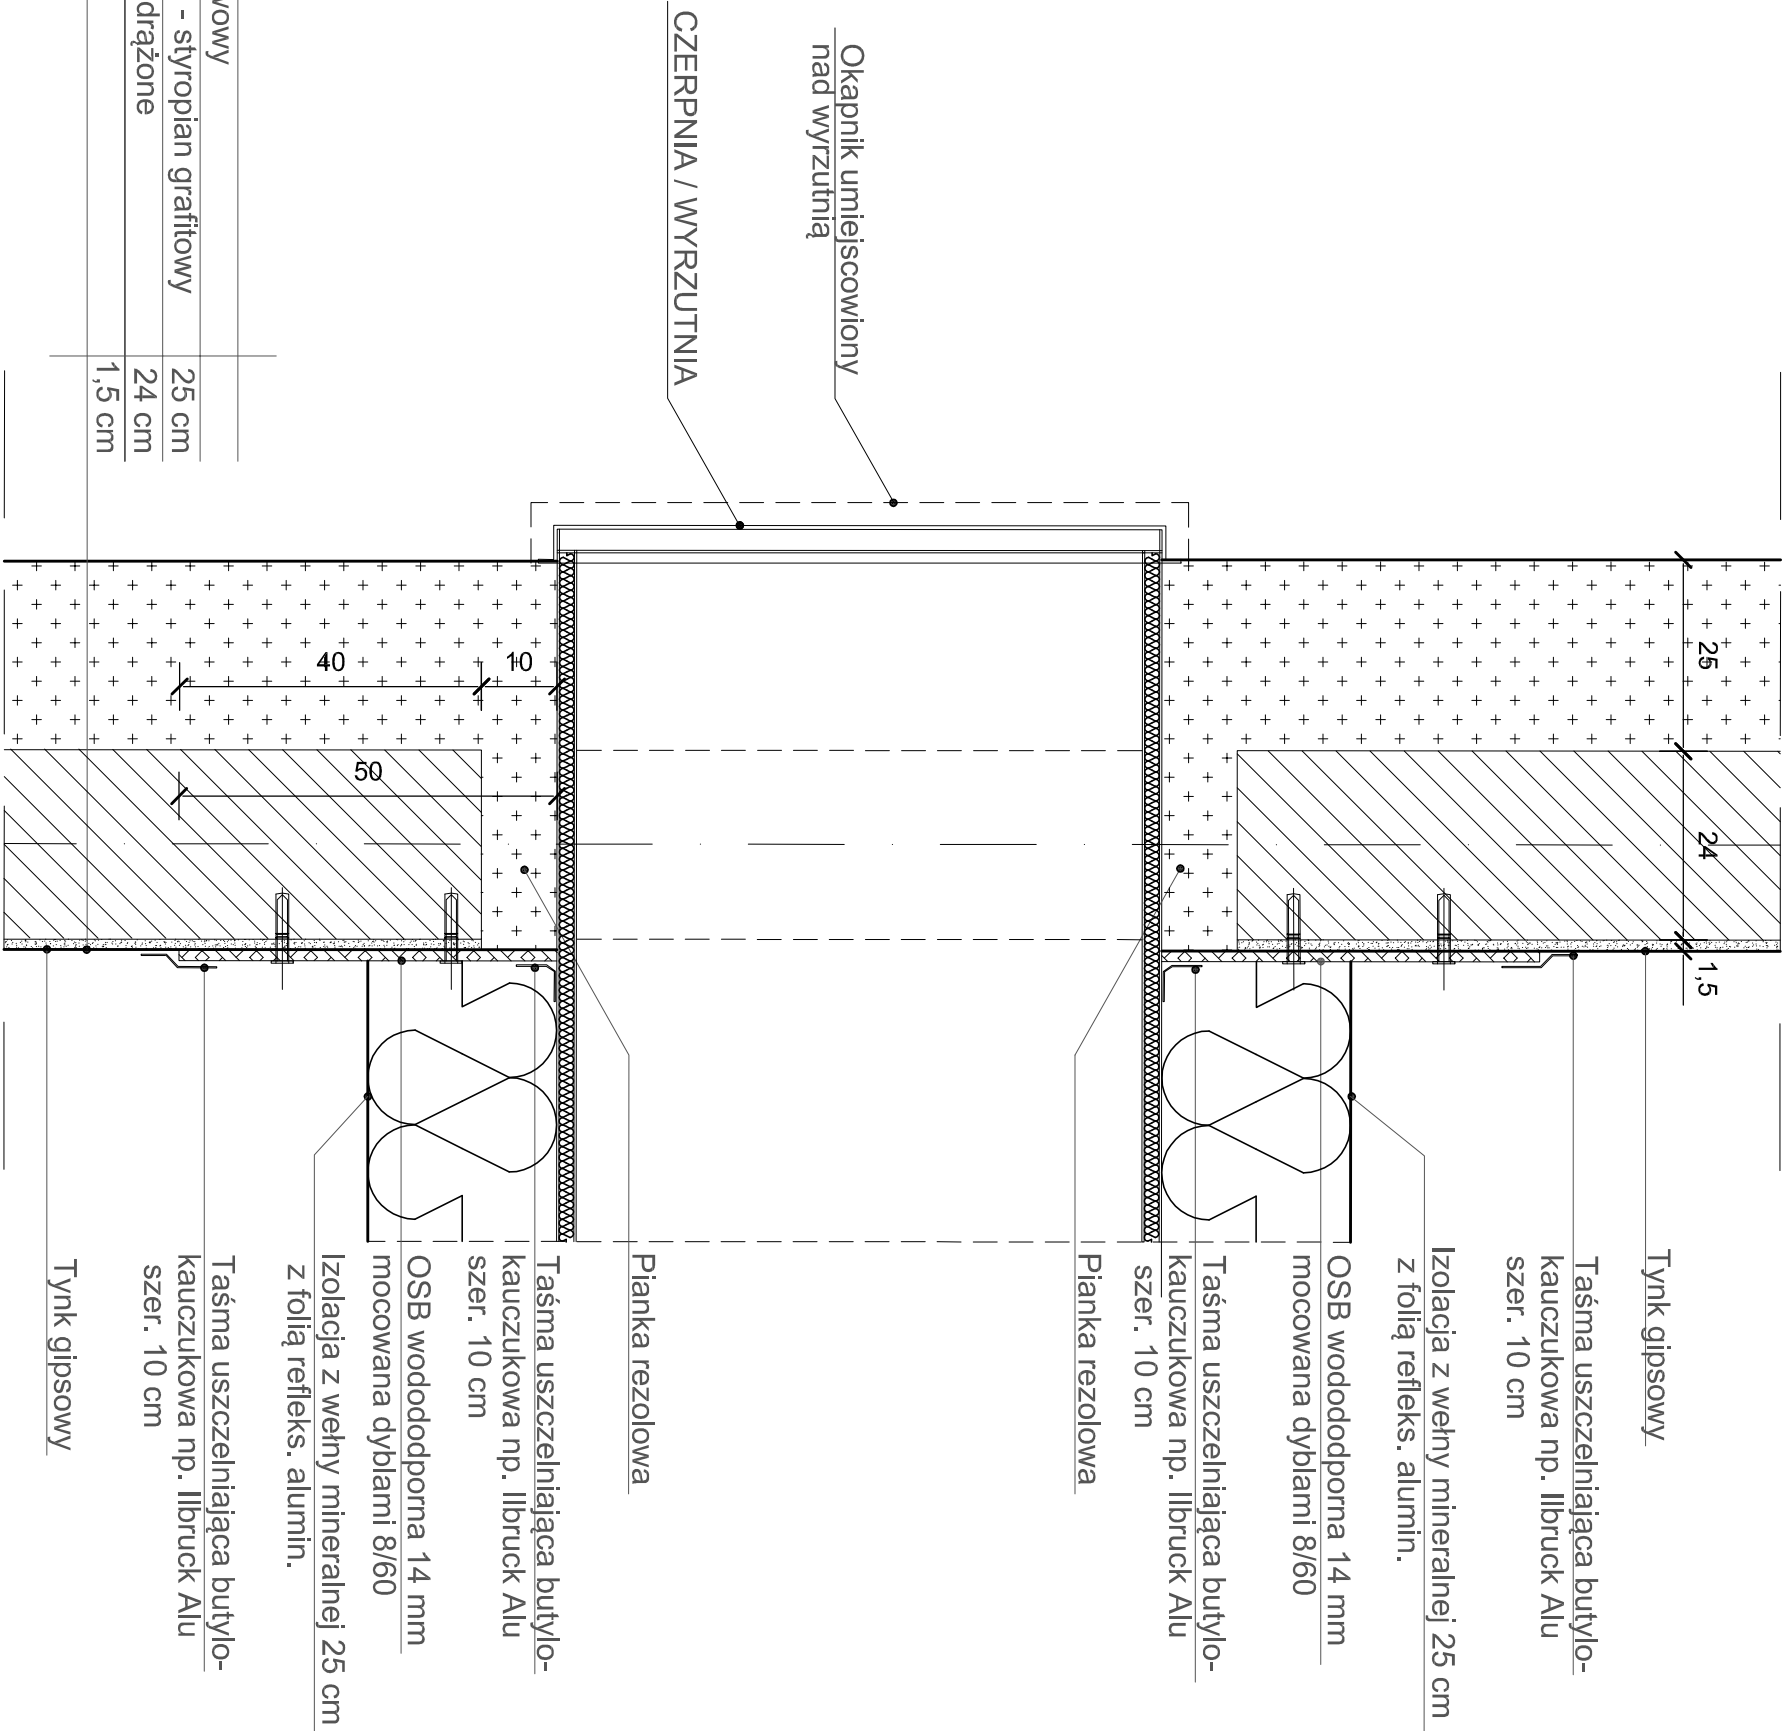 Okapnik umiejscowiony
nad wyrzutnią
CZERPNIA / WYRZUTNIA
wowy
- styropian grafitowy
25 cm
drążone
24 cm
1,5 cm
25
24
1,5
40
10
50
Tynk gipsowy
Taśma uszczelniająca butylo-
kauczukowa np. Ilbruck Alu
szer. 10 cm
Izolacja z wełny mineralnej 25 cm
z folią refleks. alumin.
OSB wodododporna 14 mm
mocowana dyblami 8/60
Taśma uszczelniająca butylo-
kauczukowa np. Ilbruck Alu
szer. 10 cm
Pianka rezolowa
Pianka rezolowa
Taśma uszczelniająca butylo-
kauczukowa np. Ilbruck Alu
szer. 10 cm
OSB wodododporna 14 mm
mocowana dyblami 8/60
Izolacja z wełny mineralnej 25 cm
z folią refleks. alumin.
Taśma uszczelniająca butylo-
kauczukowa np. Ilbruck Alu
szer. 10 cm
Tynk gipsowy